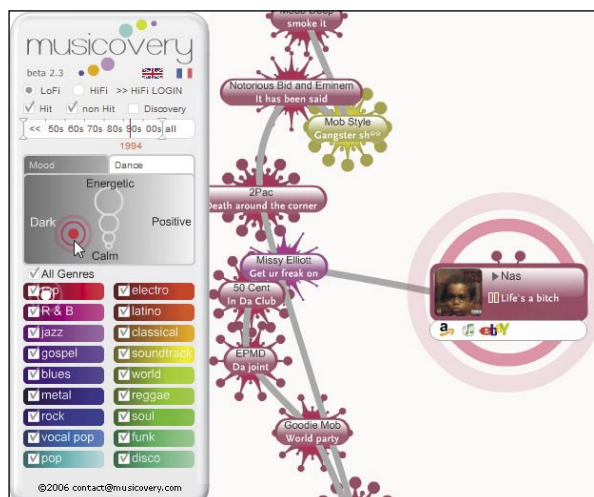 musicovery
beta 2.3
LoFi HiFi >> HiFi LOGIN
Hit non Hit Discovery
<< 50s 60s 70s 80s 90s 00s all
1994
Mood Dance
Energetic
Dark Positive
Calm
All Genres
electro
R & B latino
jazz classical
gospel soundtrack
blues world
metal reggae
rock soul
vocal pop funk
pop disco
©2006 contact@musicovery.com
smoke it
Notorious Bid and Eminem
It has been said
Mob Style
Gangster sh**
2Pac
Death around the corner
Missy Elliott
Get ur freak on
50 Cent
In Da Club
EPMD
Da joint
Goodie Mob
World party
Nas
Life's a bitch
a
ebay